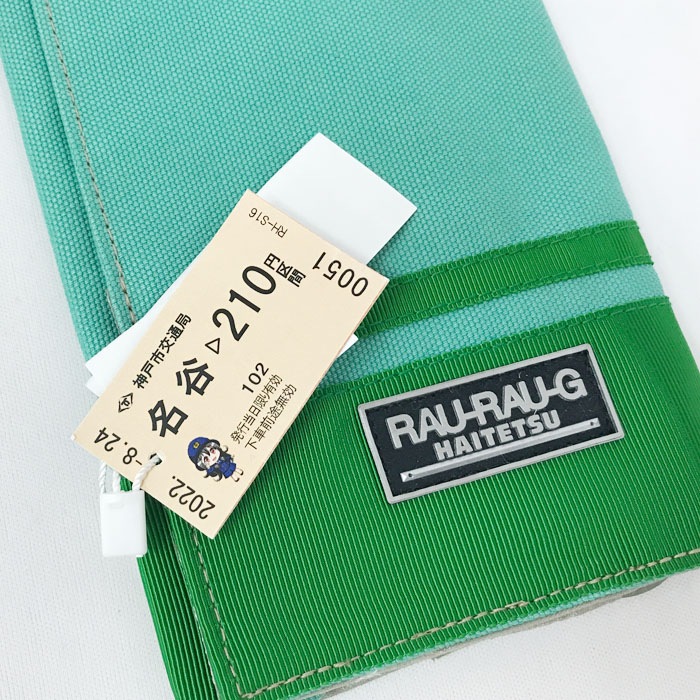 RH-S16
0051
神戸市交通局
名谷▷210円区間
102
発行当日限り有効
下車前途無効
2022.-8.24
RAU-RAU-G
HAITETSU